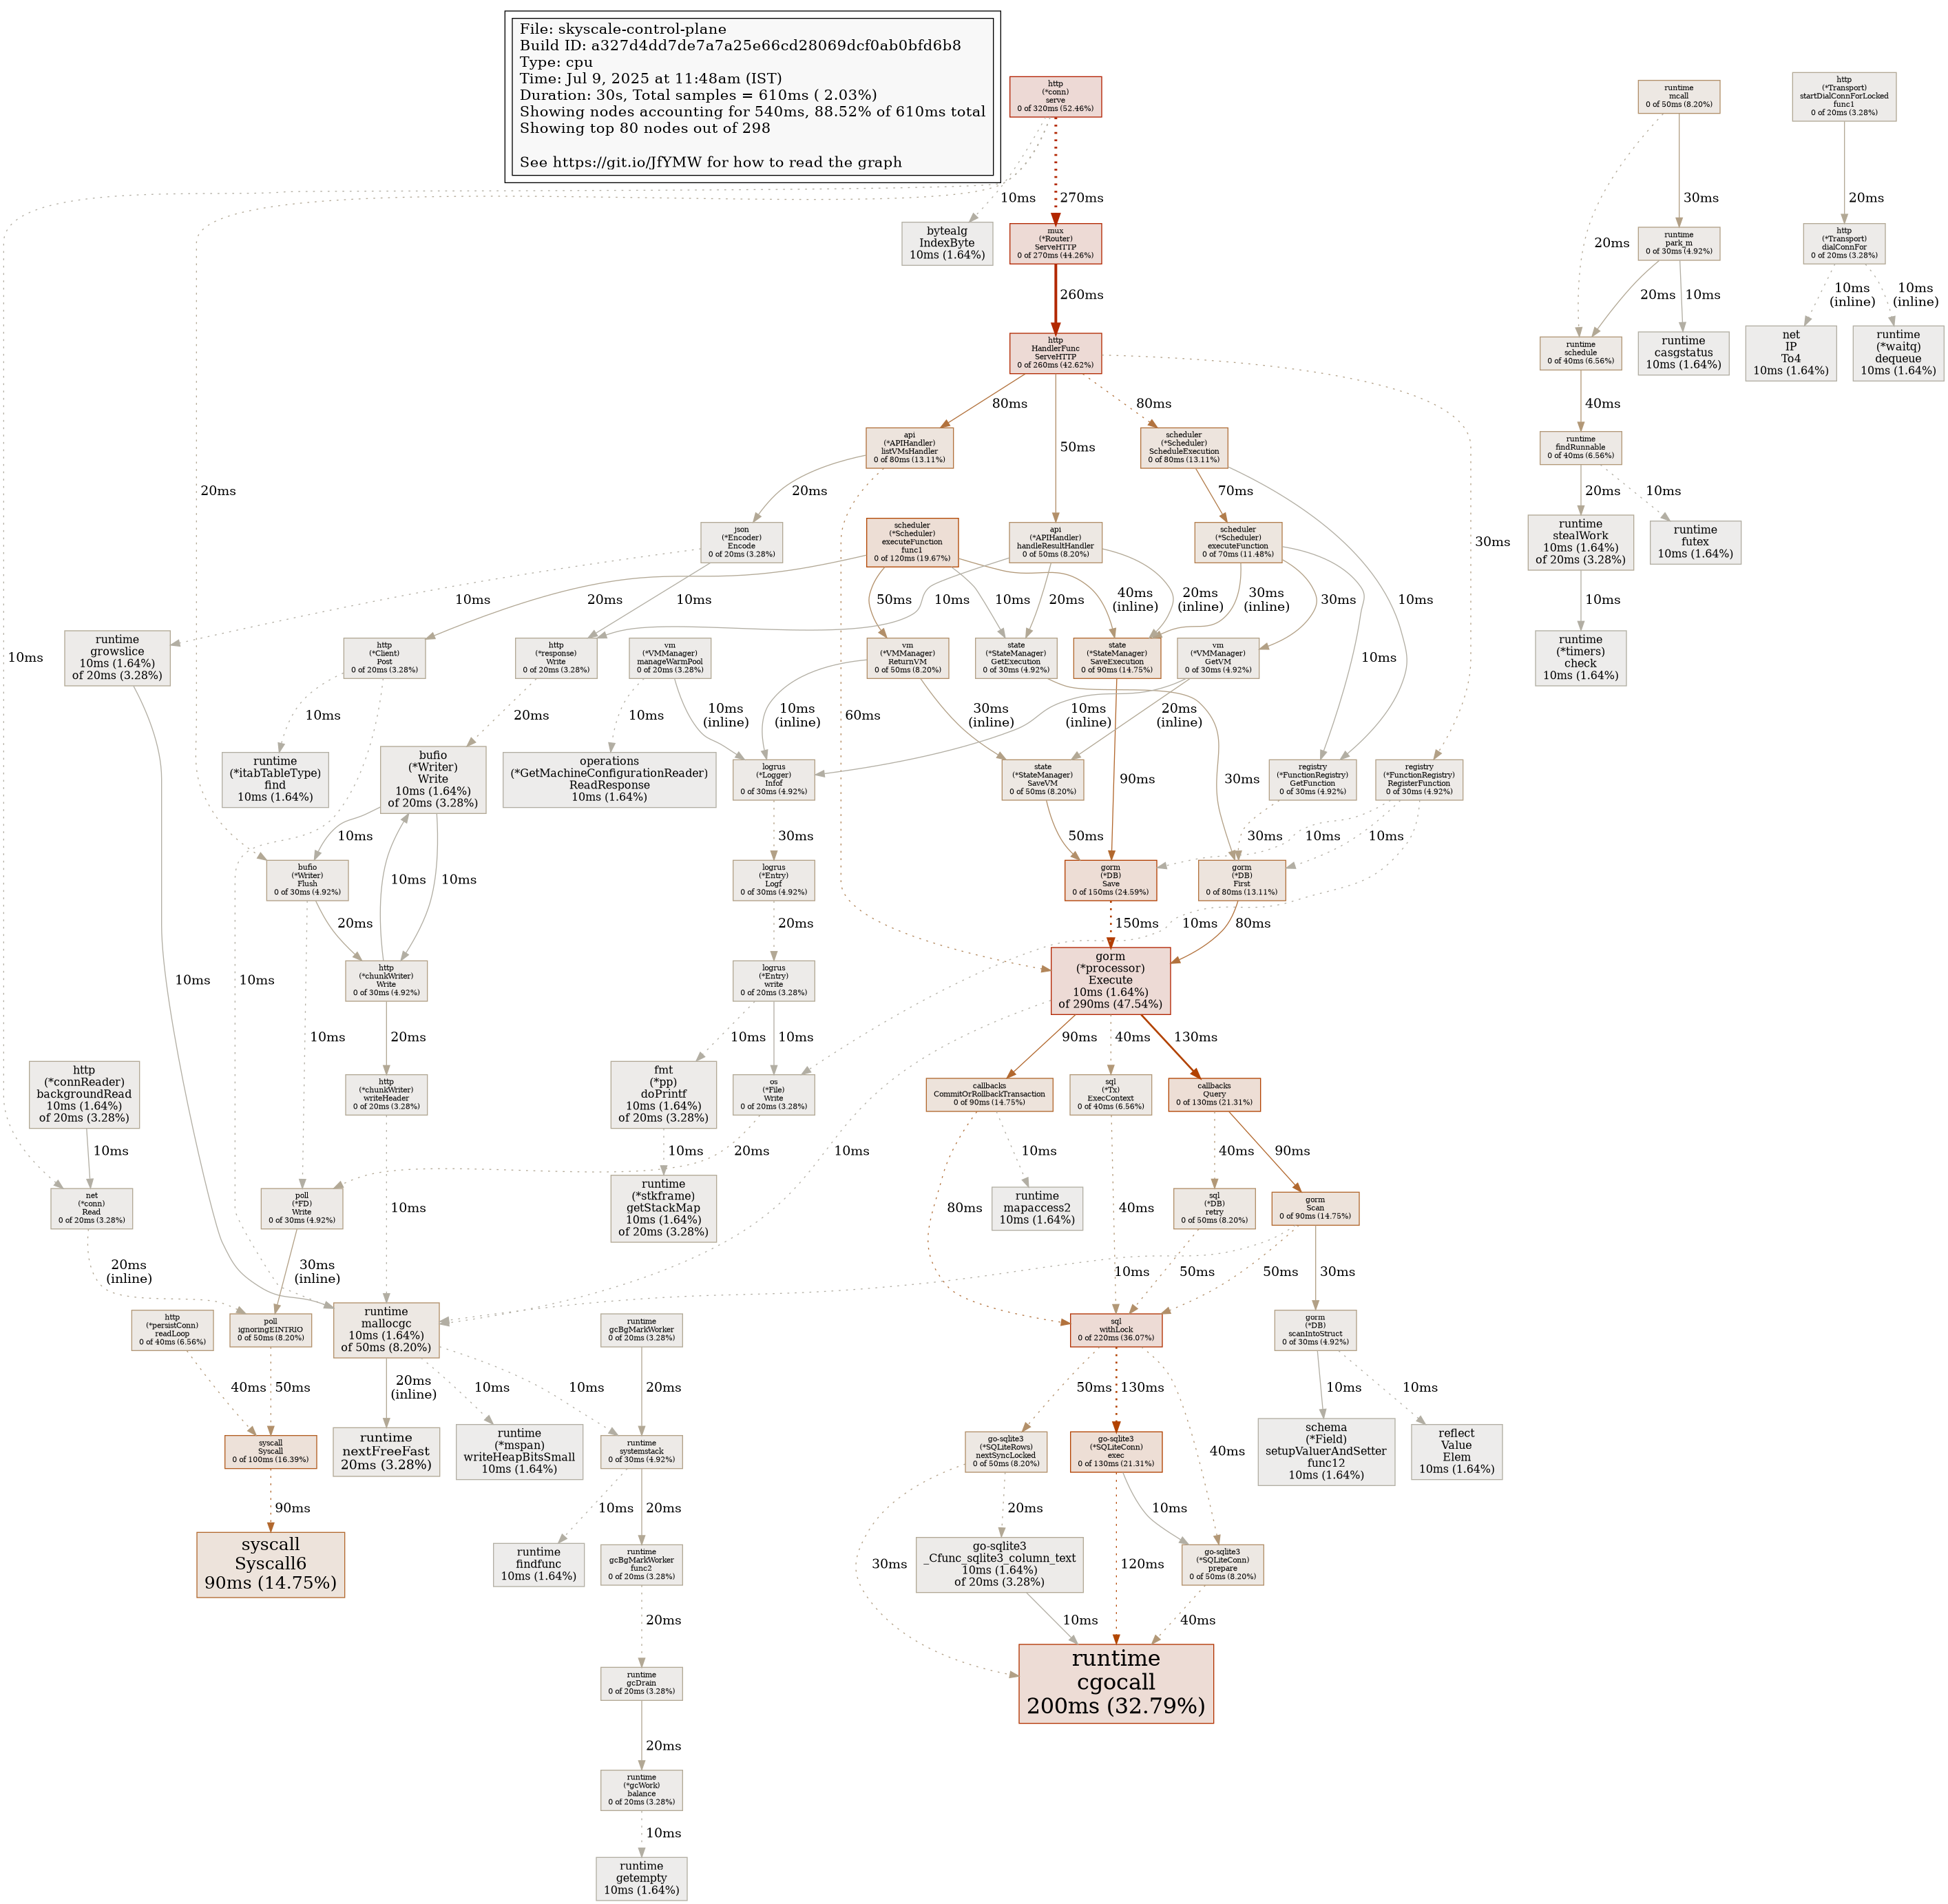 File: skyscale-control-plane
Build ID: a327d4dd7de7a7a25e66cd28069dcf0ab0bfd6b8
Type: cpu
Time: Jul 9, 2025 at 11:48am (IST)
Duration: 30s, Total samples = 610ms ( 2.03%)
Showing nodes accounting for 540ms, 88.52% of 610ms total
Showing top 80 nodes out of 298
See https://git.io/JfYMW for how to read the graph
http
(*conn)
serve
0 of 320ms (52.46%)
runtime
mcall
0 of 50ms (8.20%)
http
(*Transport)
startDialConnForLocked
func1
0 of 20ms (3.28%)
10ms
270ms
30ms
20ms
bytealg
IndexByte
10ms (1.64%)
mux
(*Router)
ServeHTTP
0 of 270ms (44.26%)
20ms
runtime
park_m
0 of 30ms (4.92%)
http
(*Transport)
dialConnFor
0 of 20ms (3.28%)
260ms
20ms
10ms
10ms
(inline)
10ms
(inline)
http
HandlerFunc
ServeHTTP
0 of 260ms (42.62%)
runtime
schedule
0 of 40ms (6.56%)
runtime
casgstatus
10ms (1.64%)
net
IP
To4
10ms (1.64%)
runtime
(*waitq)
dequeue
10ms (1.64%)
80ms
80ms
40ms
50ms
api
(*APIHandler)
listVMsHandler
0 of 80ms (13.11%)
scheduler
(*Scheduler)
ScheduleExecution
0 of 80ms (13.11%)
runtime
findRunnable
0 of 40ms (6.56%)
20ms
20ms
70ms
20ms
10ms
json
(*Encoder)
Encode
0 of 20ms (3.28%)
scheduler
(*Scheduler)
executeFunction
func1
0 of 120ms (19.67%)
api
(*APIHandler)
handleResultHandler
0 of 50ms (8.20%)
scheduler
(*Scheduler)
executeFunction
0 of 70ms (11.48%)
30ms
runtime
stealWork
10ms (1.64%)
of 20ms (3.28%)
runtime
futex
10ms (1.64%)
10ms
20ms
10ms
50ms
10ms
10ms
20ms
40ms
(inline)
20ms
(inline)
30ms
(inline)
30ms
10ms
10ms
10ms
runtime
growslice
10ms (1.64%)
of 20ms (3.28%)
http
(*Client)
Post
0 of 20ms (3.28%)
http
(*response)
Write
0 of 20ms (3.28%)
vm
(*VMManager)
manageWarmPool
0 of 20ms (3.28%)
vm
(*VMManager)
ReturnVM
0 of 50ms (8.20%)
state
(*StateManager)
GetExecution
0 of 30ms (4.92%)
state
(*StateManager)
SaveExecution
0 of 90ms (14.75%)
vm
(*VMManager)
GetVM
0 of 30ms (4.92%)
10ms
runtime
(*timers)
check
10ms (1.64%)
10ms
20ms
10ms
10ms
(inline)
10ms
(inline)
60ms
30ms
(inline)
10ms
(inline)
20ms
(inline)
runtime
(*itabTableType)
find
10ms (1.64%)
bufio
(*Writer)
Write
10ms (1.64%)
of 20ms (3.28%)
operations
(*GetMachineConfigurationReader)
ReadResponse
10ms (1.64%)
logrus
(*Logger)
Infof
0 of 30ms (4.92%)
state
(*StateManager)
SaveVM
0 of 50ms (8.20%)
90ms
30ms
registry
(*FunctionRegistry)
GetFunction
0 of 30ms (4.92%)
registry
(*FunctionRegistry)
RegisterFunction
0 of 30ms (4.92%)
10ms
30ms
50ms
30ms
10ms
10ms
bufio
(*Writer)
Flush
0 of 30ms (4.92%)
10ms
10ms
logrus
(*Entry)
Logf
0 of 30ms (4.92%)
gorm
(*DB)
Save
0 of 150ms (24.59%)
gorm
(*DB)
First
0 of 80ms (13.11%)
20ms
20ms
150ms
10ms
80ms
10ms
10ms
http
(*chunkWriter)
Write
0 of 30ms (4.92%)
logrus
(*Entry)
write
0 of 20ms (3.28%)
gorm
(*processor)
Execute
10ms (1.64%)
of 290ms (47.54%)
10ms
20ms
10ms
10ms
90ms
40ms
130ms
http
(*connReader)
backgroundRead
10ms (1.64%)
of 20ms (3.28%)
http
(*chunkWriter)
writeHeader
0 of 20ms (3.28%)
fmt
(*pp)
doPrintf
10ms (1.64%)
of 20ms (3.28%)
os
(*File)
Write
0 of 20ms (3.28%)
callbacks
CommitOrRollbackTransaction
0 of 90ms (14.75%)
sql
(*Tx)
ExecContext
0 of 40ms (6.56%)
callbacks
Query
0 of 130ms (21.31%)
10ms
10ms
20ms
10ms
10ms
40ms
90ms
net
(*conn)
Read
0 of 20ms (3.28%)
poll
(*FD)
Write
0 of 30ms (4.92%)
10ms
runtime
(*stkframe)
getStackMap
10ms (1.64%)
of 20ms (3.28%)
80ms
runtime
mapaccess2
10ms (1.64%)
40ms
sql
(*DB)
retry
0 of 50ms (8.20%)
gorm
Scan
0 of 90ms (14.75%)
20ms
(inline)
30ms
(inline)
10ms
50ms
50ms
30ms
http
(*persistConn)
readLoop
0 of 40ms (6.56%)
poll
ignoringEINTRIO
0 of 50ms (8.20%)
runtime
mallocgc
10ms (1.64%)
of 50ms (8.20%)
runtime
gcBgMarkWorker
0 of 20ms (3.28%)
sql
withLock
0 of 220ms (36.07%)
gorm
(*DB)
scanIntoStruct
0 of 30ms (4.92%)
40ms
50ms
20ms
(inline)
10ms
10ms
20ms
50ms
130ms
10ms
10ms
syscall
Syscall
0 of 100ms (16.39%)
runtime
nextFreeFast
20ms (3.28%)
runtime
(*mspan)
writeHeapBitsSmall
10ms (1.64%)
runtime
systemstack
0 of 30ms (4.92%)
go-sqlite3
(*SQLiteRows)
nextSyncLocked
0 of 50ms (8.20%)
go-sqlite3
(*SQLiteConn)
exec
0 of 130ms (21.31%)
40ms
schema
(*Field)
setupValuerAndSetter
func12
10ms (1.64%)
reflect
Value
Elem
10ms (1.64%)
90ms
10ms
20ms
20ms
10ms
syscall
Syscall6
90ms (14.75%)
runtime
findfunc
10ms (1.64%)
runtime
gcBgMarkWorker
func2
0 of 20ms (3.28%)
30ms
go-sqlite3
_Cfunc_sqlite3_column_text
10ms (1.64%)
of 20ms (3.28%)
120ms
go-sqlite3
(*SQLiteConn)
prepare
0 of 50ms (8.20%)
20ms
10ms
40ms
runtime
gcDrain
0 of 20ms (3.28%)
runtime
cgocall
200ms (32.79%)
20ms
runtime
(*gcWork)
balance
0 of 20ms (3.28%)
10ms
runtime
getempty
10ms (1.64%)